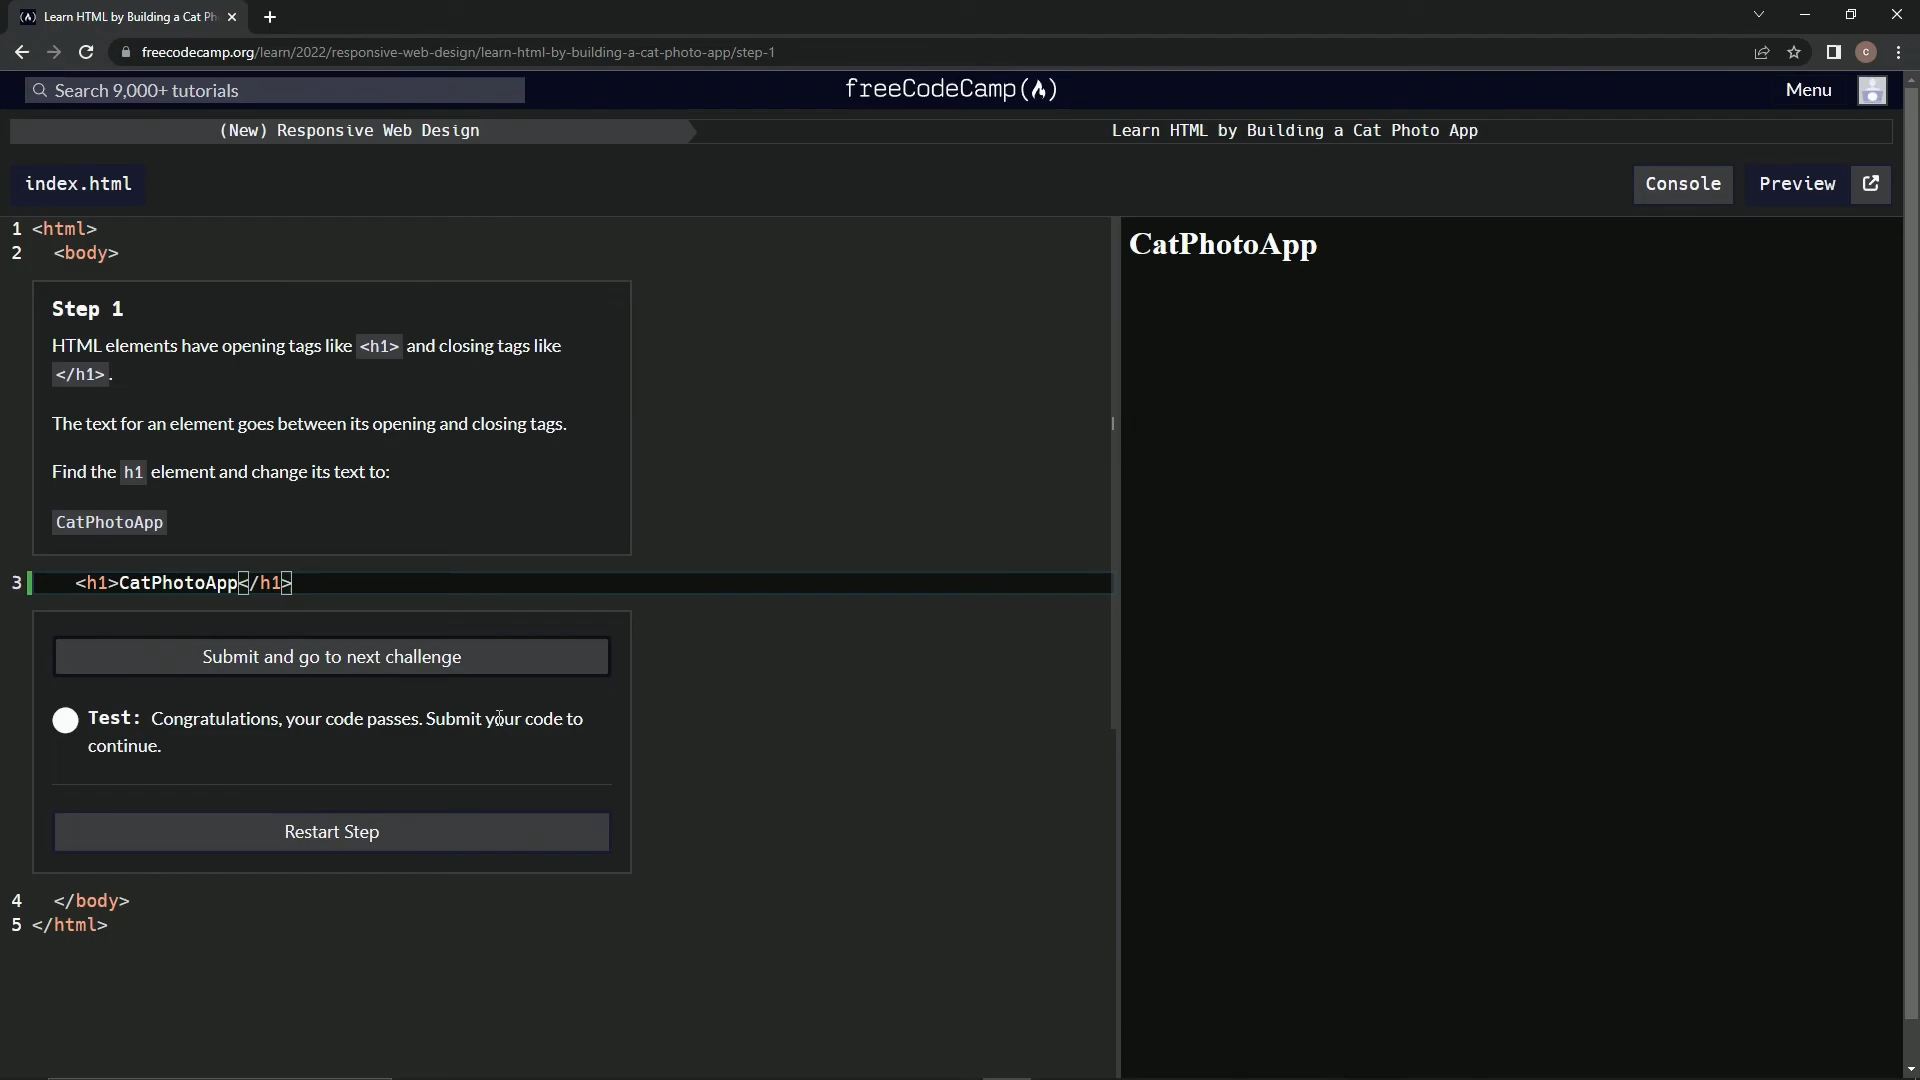 Learn HTML by Building a Cat Ph
freecodecamp.org/learn/2022/responsive-web-design/learn-html-by-building-a-cat-photo-app/step-1
C
Search 9,000+ tutorials
freeCodeCamp
Menu
(New) Responsive Web Design
Learn HTML by Building a Cat Photo App
index.html
Console
Preview
1 <html>
2 <body>
CatPhotoApp
Step 1
HTML elements have opening tags like <h1> and closing tags like
</h1>.
The text for an element goes between its opening and closing tags.
Find the h1 element and change its text to:
CatPhotoApp
3 <h1>CatPhotoApp</h1>
Submit and go to next challenge
Test: Congratulations, your code passes. Submit your code to
continue.
Restart Step
4 </body>
5 </html>